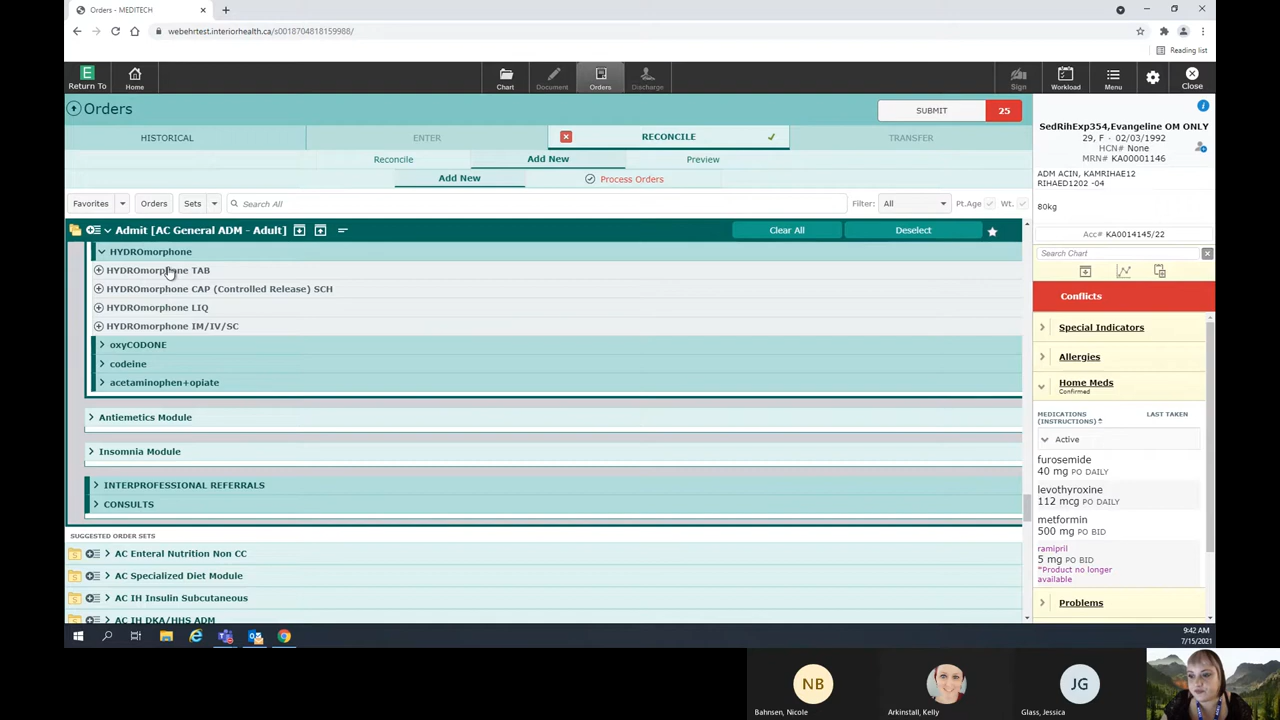 Orders - MEDITECH
webehrtest.interiorhealth.ca/s0018704818159988/
Reading list
E
Return To
Home
Chart
Document
Orders
Discharge
Sign
Workload
Menu
Close
Orders
SUBMIT
25
HISTORICAL
ENTER
RECONCILE
TRANSFER
Reconcile
Add New
Preview
Add New
Process Orders
Favorites
Orders
Sets
Search All
Filter:
All
Pt.Age
Wt.
Admit [AC General ADM - Adult]
Clear All
Deselect
HYDROmorphone
HYDROmorphone TAB
HYDROmorphone CAP (Controlled Release) SCH
HYDROmorphone LIQ
HYDROmorphone IM/IV/SC
oxyCODONE
codeine
acetaminophen+opiate
Antiemetics Module
Insomnia Module
INTERPROFESSIONAL REFERRALS
CONSULTS
SUGGESTED ORDER SETS
S
AC Enteral Nutrition Non CC
S
AC Specialized Diet Module
S
AC IH Insulin Subcutaneous
S
AC IH DKA/HHS ADM
SedRihExp354,Evangeline OM ONLY
29, F - 02/03/1992
HCN# None
MRN# KA00001146
ADM ACIN, KAMRIHAE12
RIHAED1202 -04
80kg
Acc# KA0014145/22
Search Chart
Conflicts
Special Indicators
Allergies
Home Meds
Confirmed
MEDICATIONS
(INSTRUCTIONS)
LAST TAKEN
Active
furosemide
40 mg PO DAILY
levothyroxine
112 mcg PO DAILY
metformin
500 mg PO BID
ramipril
5 mg PO BID
*Product no longer
available
Problems
9:42 AM
7/15/2021
NB
Bahnsen, Nicole
Arkinstall, Kelly
JG
Glass, Jessica